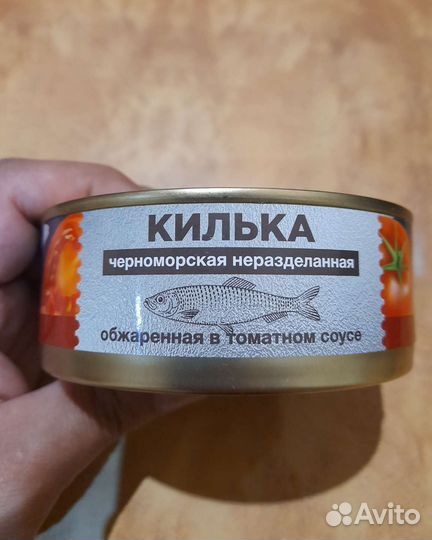 КИЛЬКА
черноморская неразделанная
обжаренная в томатном соусе
Avito